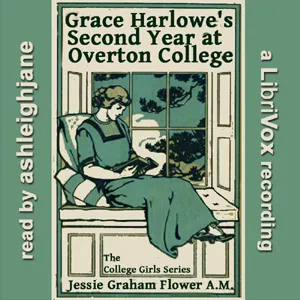 Grace Harlowe's
Second Year at
Overton College
read by ashleighjane
a LibriVox recording
The
College Girls Series
Jessie Graham Flower A.M.